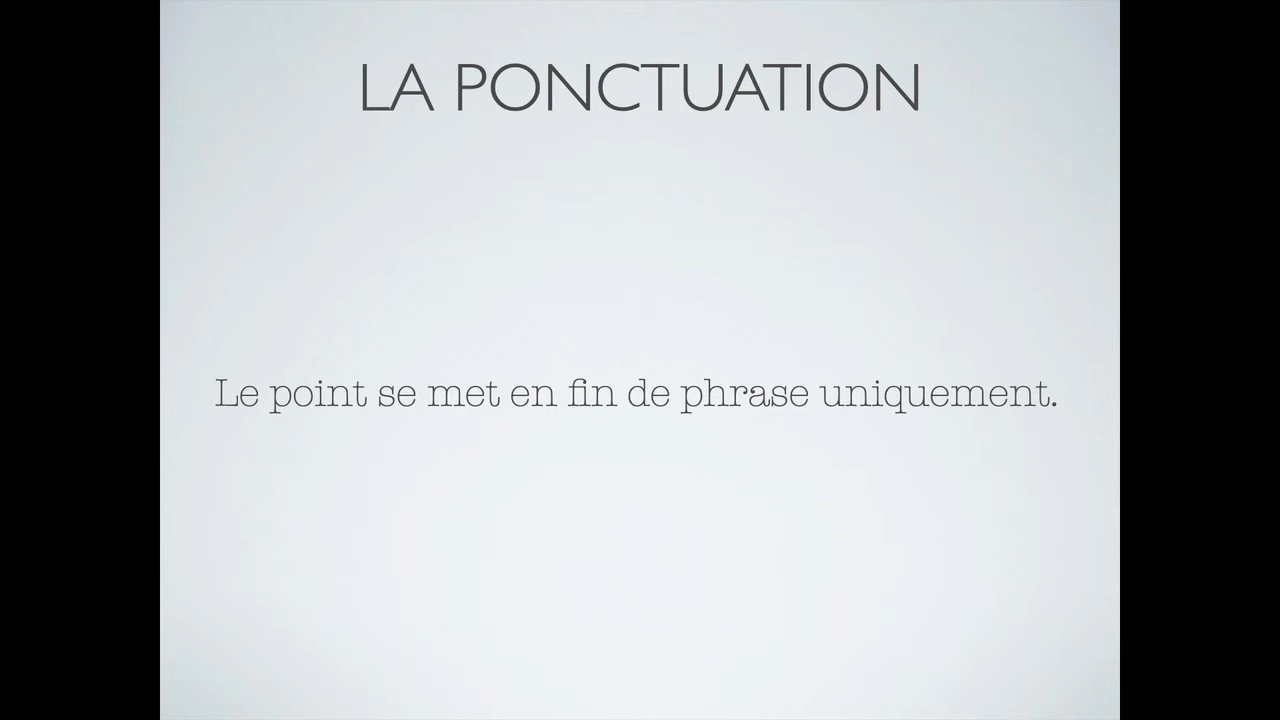 LA PONCTUATION
Le point se met en fin de phrase uniquement.